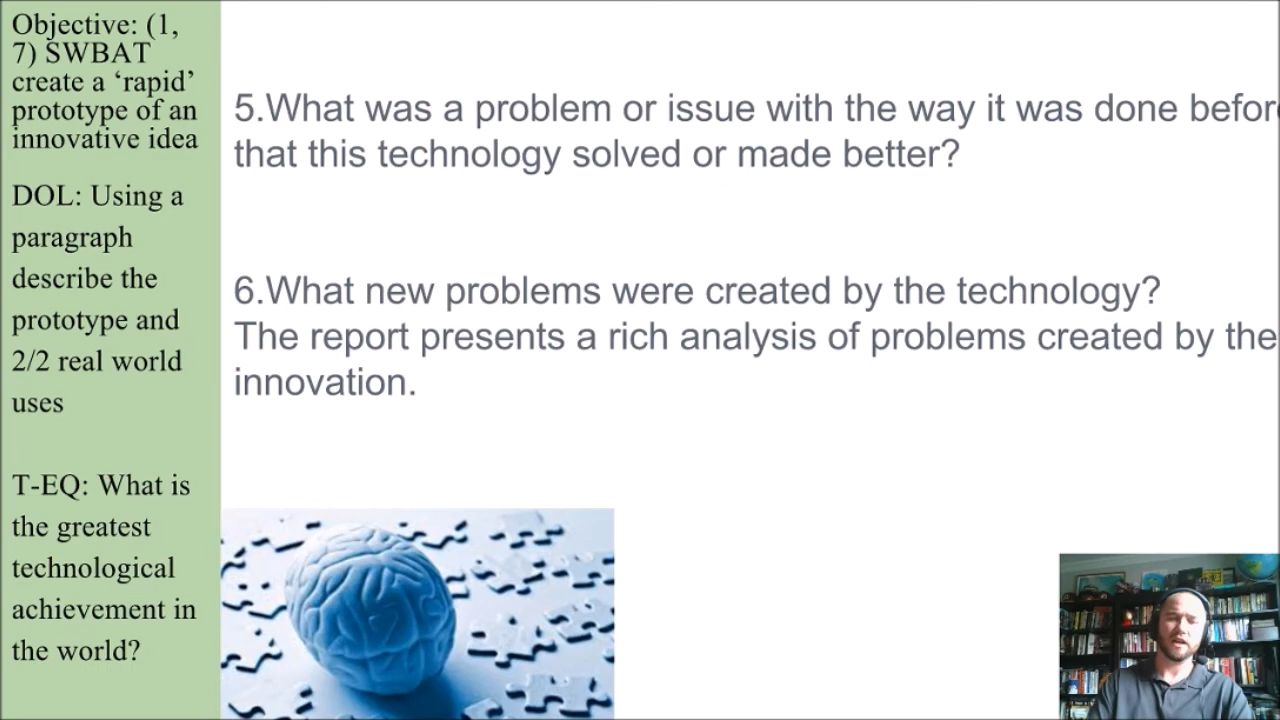 Objective: (1,
7) SWBAT
create a ‘rapid’
prototype of an
innovative idea
DOL: Using a
paragraph
describe the
prototype and
2/2 real world
uses
T-EQ: What is
the greatest
technological
achievement in
the world?
5.What was a problem or issue with the way it was done
that this technology solved or made better?
6.What new problems were created by the technology?
The report presents a rich analysis of problems created by the
innovation.